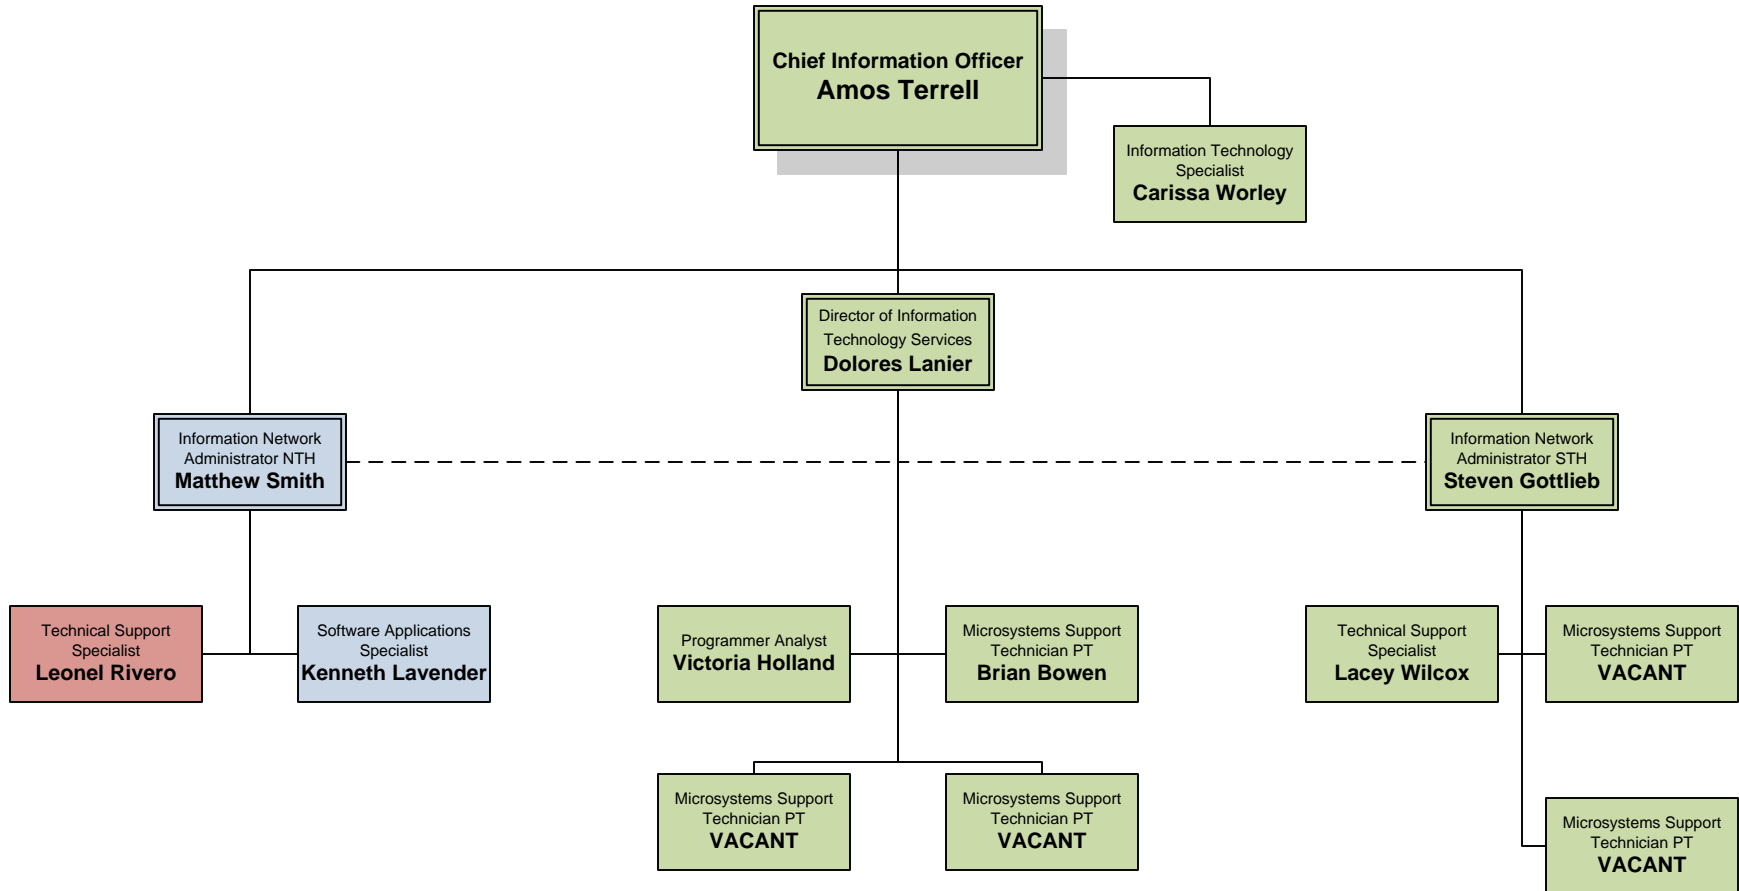 Chief Information Officer
Amos Terrell
Information Technology
Specialist
Carissa Worley
Director of Information
Technology Services
Dolores Lanier
Information Network
Administrator NTH
Matthew Smith
Information Network
Administrator STH
Steven Gottlieb
Technical Support
Specialist
Leonel Rivero
Software Applications
Specialist
Kenneth Lavender
Programmer Analyst
Victoria Holland
Microsystems Support
Technician PT
Brian Bowen
Technical Support
Specialist
Lacey Wilcox
Microsystems Support
Technician PT
VACANT
Microsystems Support
Technician PT
VACANT
Microsystems Support
Technician PT
VACANT
Microsystems Support
Technician PT
VACANT